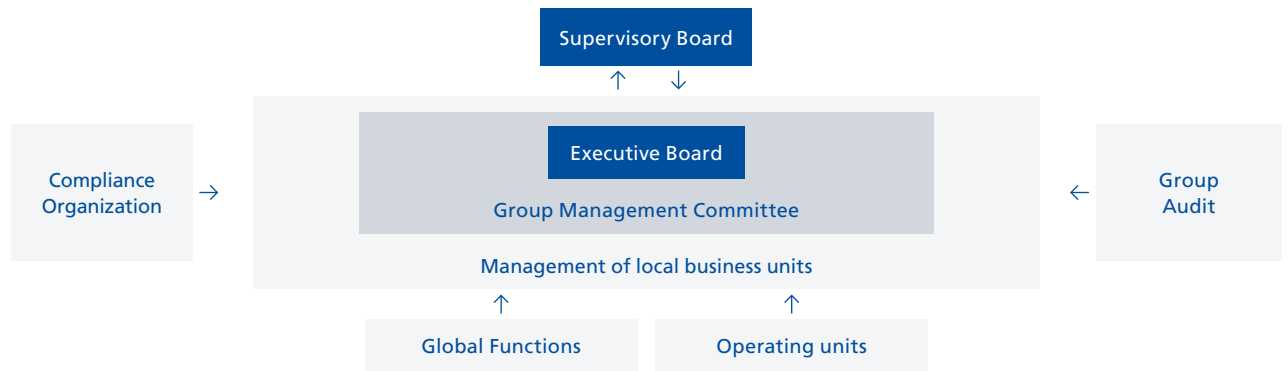 Supervisory Board
Executive Board
Compliance
Organization
Group
Audit
Group Management Committee
Management of local business units
Global Functions
Operating units